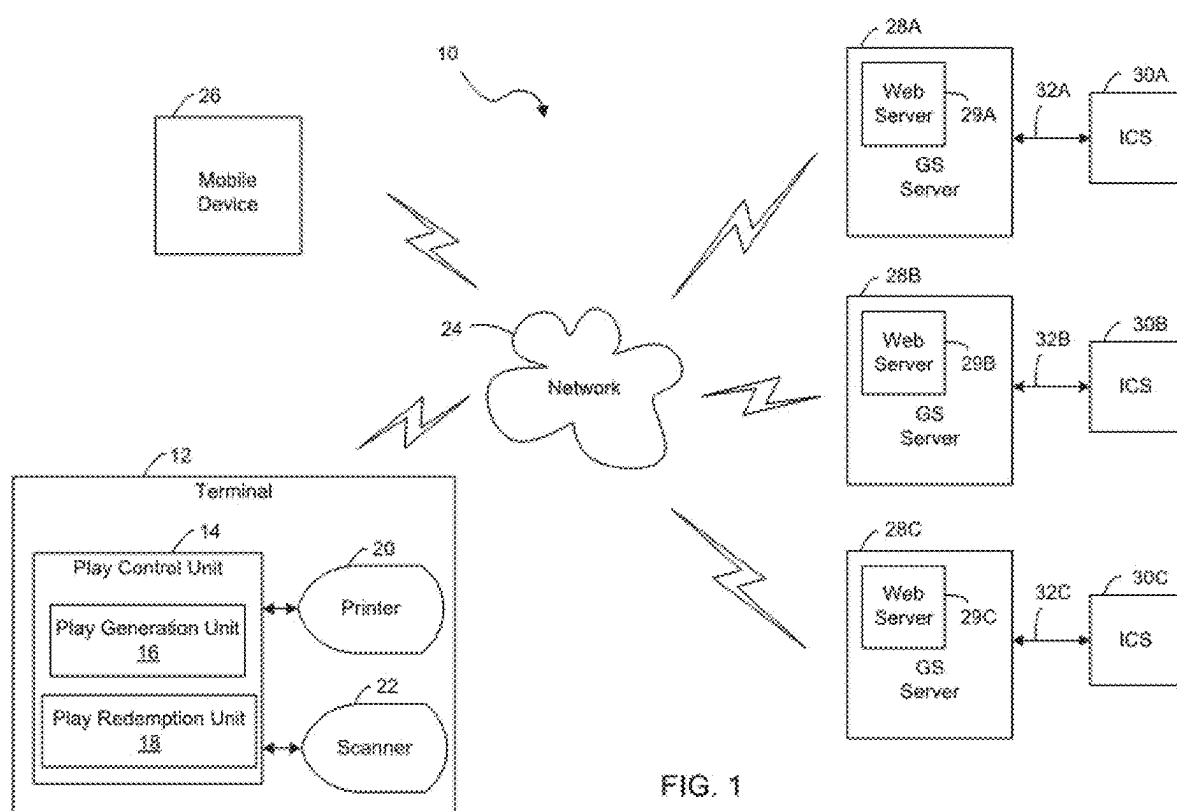 10
26
Mobile
Device
28A
Web
Server
29A
GS
Server
32A
30A
ICS
24
Network
28B
Web
Server
29B
GS
Server
32B
30B
ICS
12
Terminal
14
Play Control Unit
Play Generation Unit
16
Play Redemption Unit
18
20
Printer
22
Scanner
28C
Web
Server
29C
GS
Server
32C
30C
ICS
FIG. 1